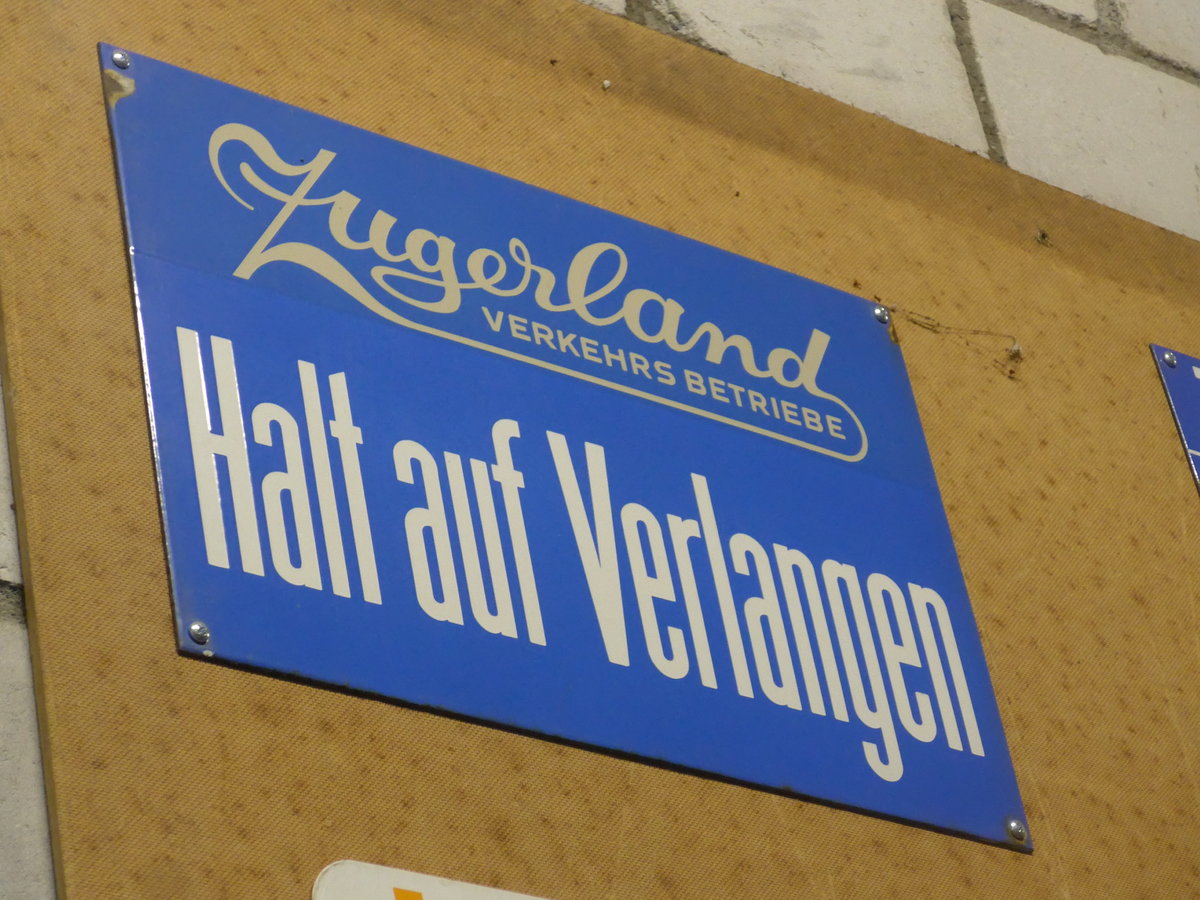 Zugerland
VERKEHRS BETRIEBE
Halt auf Verlangen